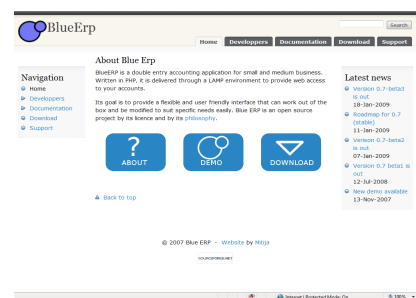 BlueErp
Search
Home Developpers Documentation Download Support
Navigation
Home
Developpers
Documentation
Download
Support
About Blue Erp
BlueERP is a double entry accounting application for small and medium business.
Written in PHP, it is delivered through a LAMP environment to provide web access
to your accounts.
Its goal is to provide a flexible and user friendly interface that can work out of the
box and be modified to suit specific needs easily. Blue ERP is an open source
project by its licence and by its philosophy.
ABOUT
DEMO
DOWNLOAD
Back to top
Latest news
Version 0.7-beta3
is out
18-Jan-2009
Roadmap for 0.7
(stable)
11-Jan-2009
Version 0.7-beta2
is out
07-Jan-2009
Version 0.7 beta1 is
out
12-Jul-2008
New demo available
13-Nov-2007
© 2007 Blue ERP - Website by Mitija
SOURCEFORGE.NET
Internet | Protected Mode: On
100%